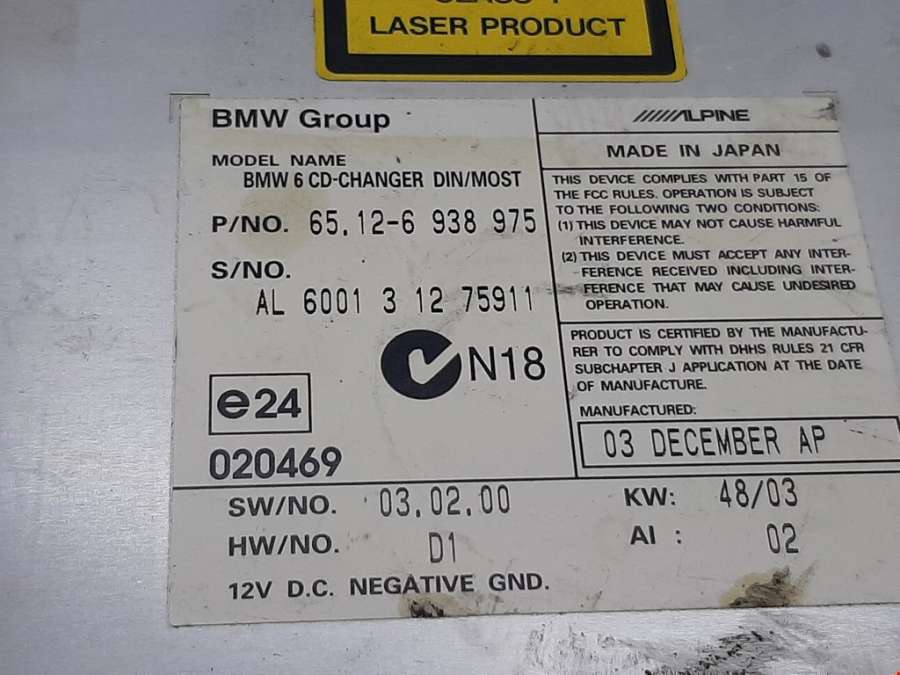 LASER PRODUCT
BMW Group
MODEL NAME
BMW 6 CD-CHANGER DIN/MOST
P/NO. 65.12-6 938 975
S/NO.
AL 6001 3 12 75911
N18
e24
020469
ALPINE
MADE IN JAPAN
THIS DEVICE COMPLIES WITH PART 15 OF
THE FCC RULES. OPERATION IS SUBJECT
TO THE FOLLOWING TWO CONDITIONS:
(1) THIS DEVICE MAY NOT CAUSE HARMFUL
INTERFERENCE.
(2) THIS DEVICE MUST ACCEPT ANY INTER-
FERENCE RECEIVED INCLUDING INTER-
FERENCE THAT MAY CAUSE UNDESIRED
OPERATION.
PRODUCT IS CERTIFIED BY THE MANUFACTU-
RER TO COMPLY WITH DHHS RULES 21 CFR
SUBCHAPTER J APPLICATION AT THE DATE
OF MANUFACTURE.
MANUFACTURED:
03 DECEMBER AP
SW/NO. 03.02.00
KW: 48/03
HW/NO. D1
AI : 02
12V D.C. NEGATIVE GND.